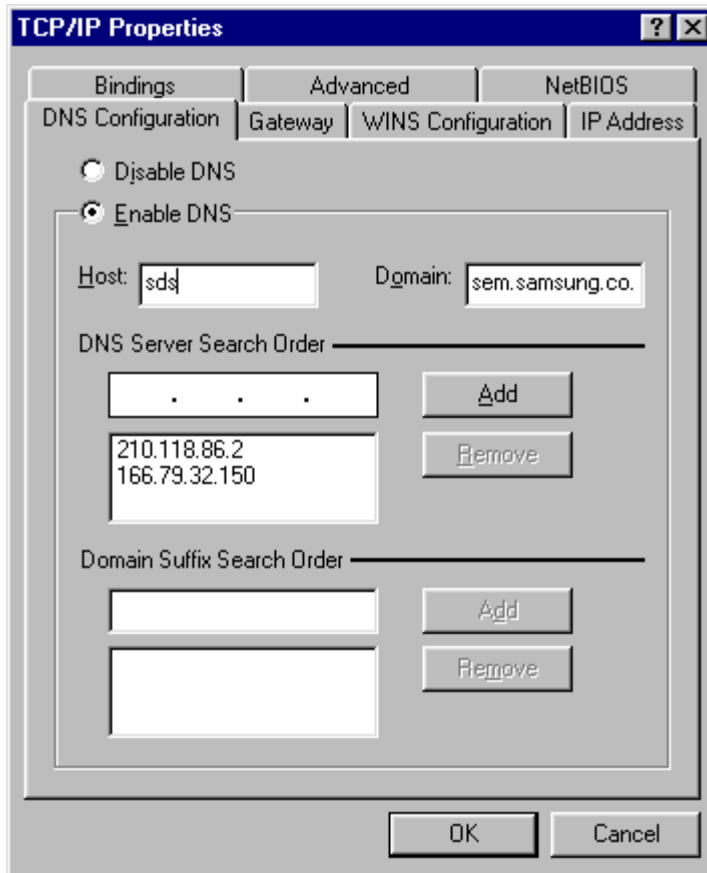 TCP/IP Properties
Bindings Advanced NetBIOS
DNS Configuration Gateway WINS Configuration IP Address
Disable DNS
Enable DNS
Host: sds Domain: sem.samsung.co.
DNS Server Search Order
. . . Add
210.118.86.2 Remove
166.79.32.150
Domain Suffix Search Order
Add
Remove
OK Cancel